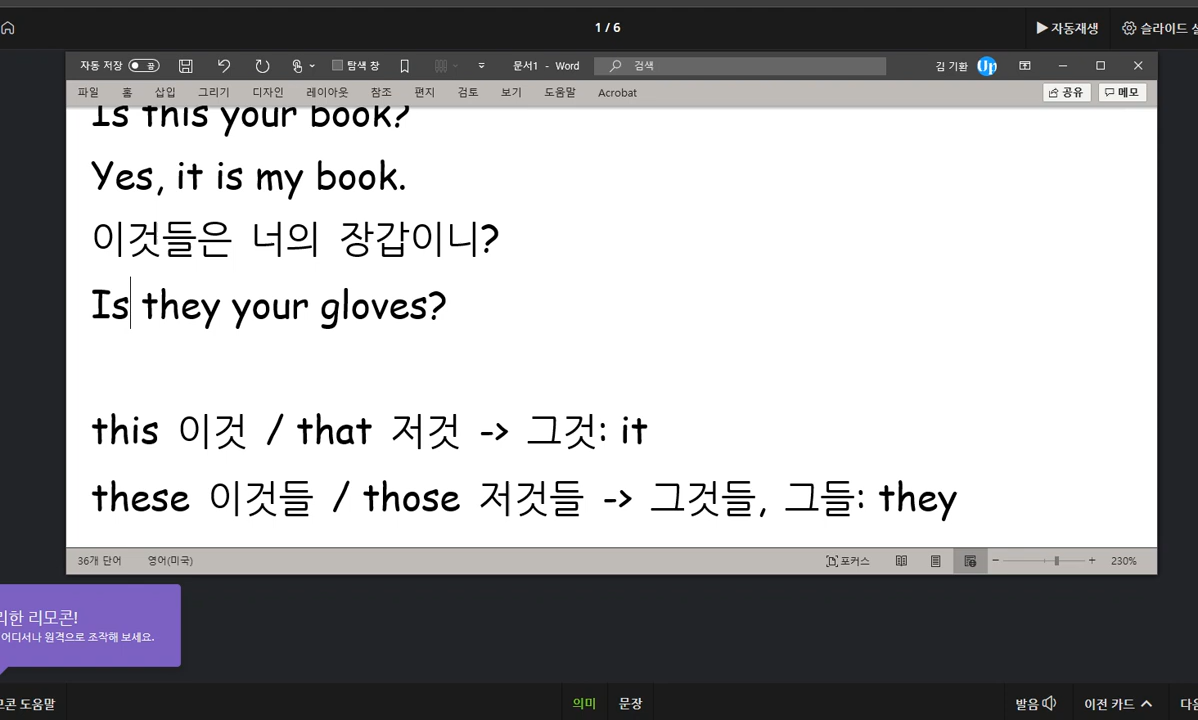 1 / 6
자동재생
슬라이드
자동 저장
탐색 창
문서1 - Word
검색
김 기환
파일 홈 삽입 그리기 디자인 레이아웃 참조 편지 검토 보기 도움말 Acrobat
공유 메모
Is this your book?
Yes, it is my book.
이것들은 너의 장갑이니?
Is they your gloves?
this 이것 / that 저것 -> 그것: it
these 이것들 / those 저것들 -> 그것들, 그들: they
36개 단어 영어(미국)
포커스
230%
리한 리모콘!
어디서나 원격으로 조작해 보세요.
모콘 도움말
의미 문장
발음
이전 카드